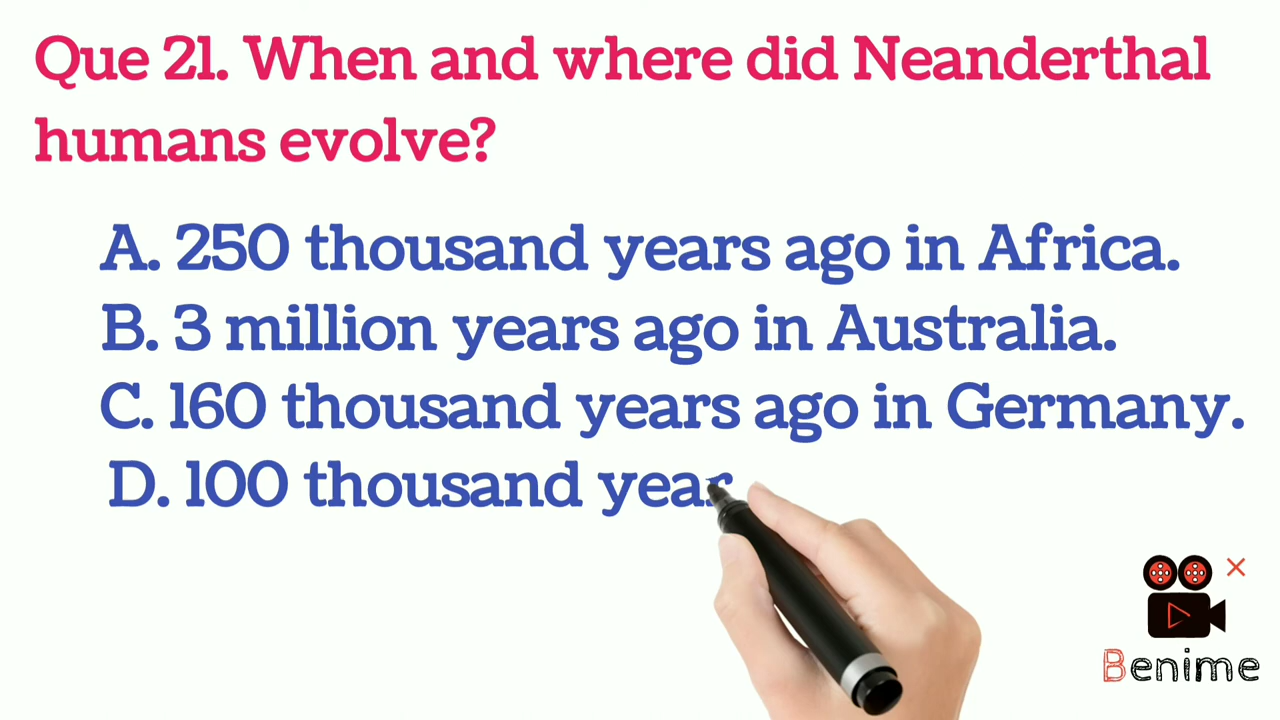 Que 21. When and where did Neanderthal
humans evolve?
A. 250 thousand years ago in Africa.
B. 3 million years ago in Australia.
C. 160 thousand years ago in Germany.
D. 100 thousand year
Benime